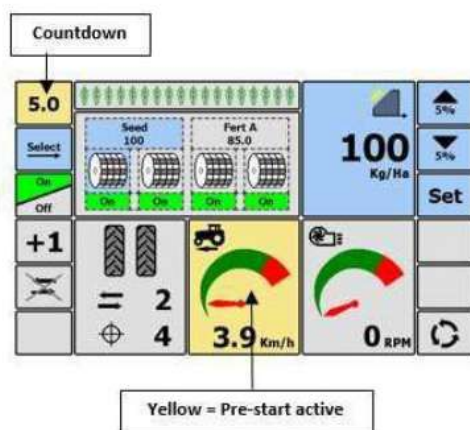 Countdown
5.0
Select
On
Off
+1
Seed
100
Fert A
85.0
On On On On
100
Kg/Ha
5%
5%
Set
2
4
3.9 Km/h
0 RPM
Yellow = Pre-start active